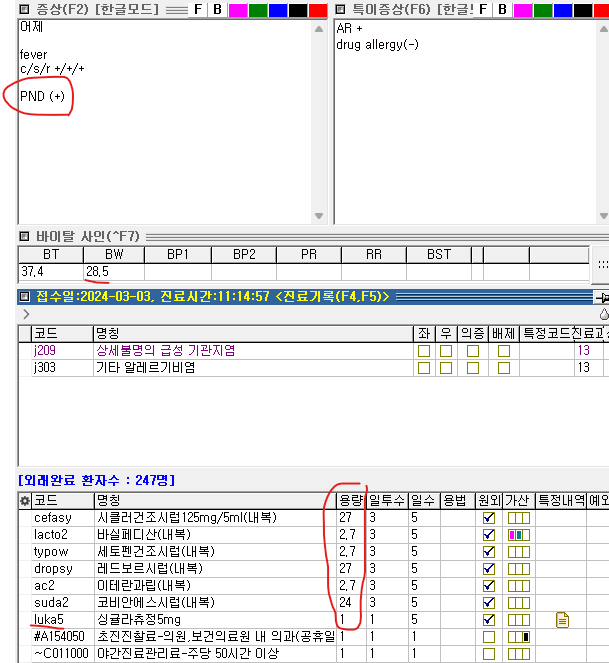 증상(F2) [한글모드] F B
특이증상(F6) [한글! F B
어제
fever
c/s/r +/+/+
PND (+)
AR +
drug allergy(-)
바이탈 사인(^F7)
BT BW BP1 BP2 PR RR BST
37.4 28.5
접수일:2024-03-03, 진료시간:11:14:57 <진료기록(F4,F5)>
코드 명칭 좌 우 의증 배제 특정코드 진료과
j209 상세불명의 급성 기관지염 13
j303 기타 알레르기비염 13
[외래완료 환자수 : 247명]
코드 명칭 용량 일투수 일수 용법 원외 가산 특정내역 예외
cefasy 시클러건조시럽125mg/5ml(내복) 27 3 5
lacto2 바실페디산(내복) 2.7 3 5
typow 세토펜건조시럽(내복) 2.7 3 5
dropsy 레드보르시럽(내복) 27 3 5
ac2 이테란과립(내복) 2.7 3 5
suda2 코비안에스시럽(내복) 24 3 5
luka5 싱귤라츄정5mg 1 1 5
#A154050 초진진찰료-의원,보건의료원 내 의과(공휴일 1 1 1
~C011000 야간진료관리료-주당 50시간 이상 1 1 1